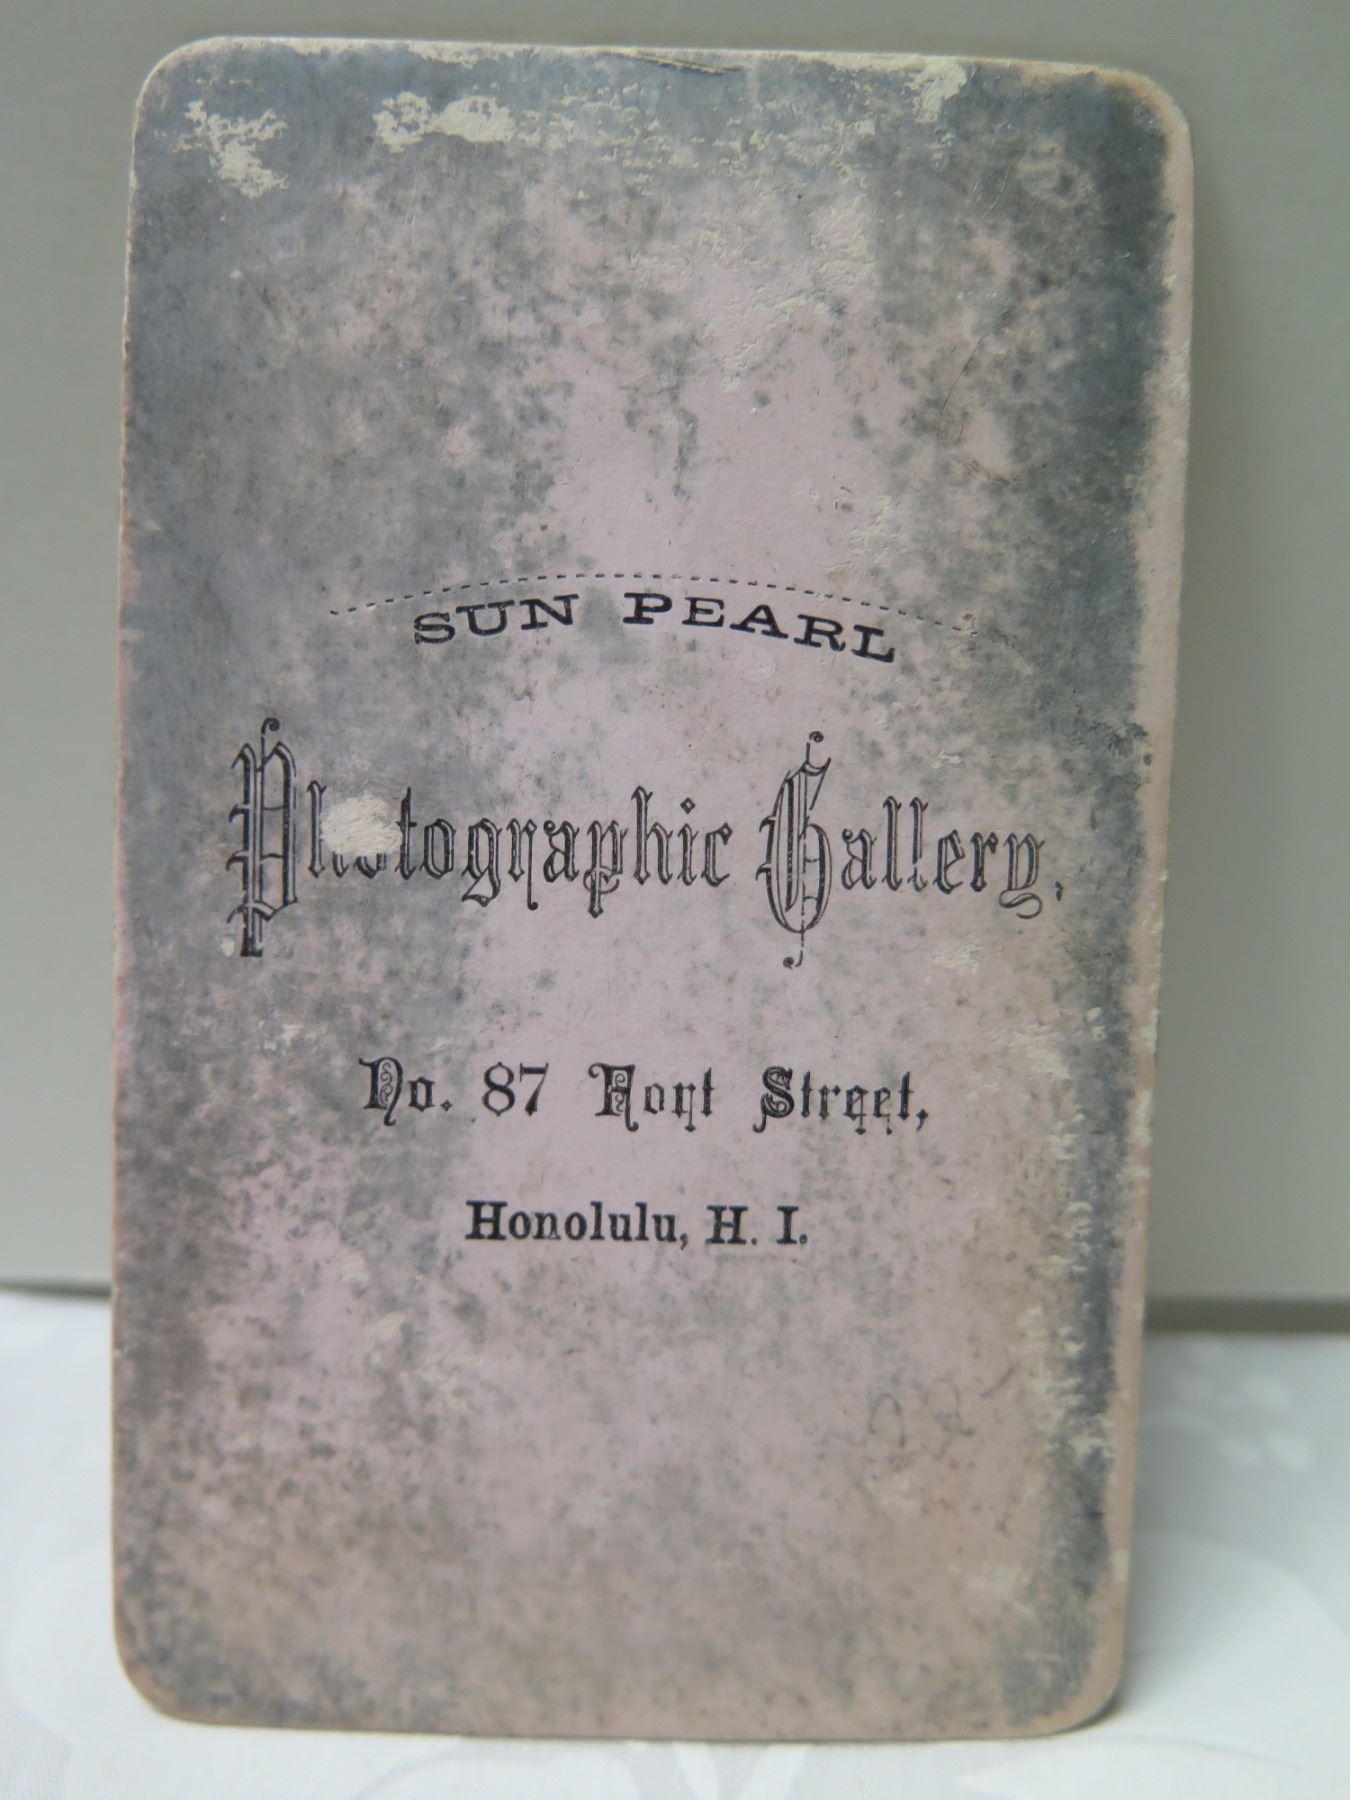 SUN PEARL
Photographic Gallery,
No. 87 Fort Street,
Honolulu, H. I.